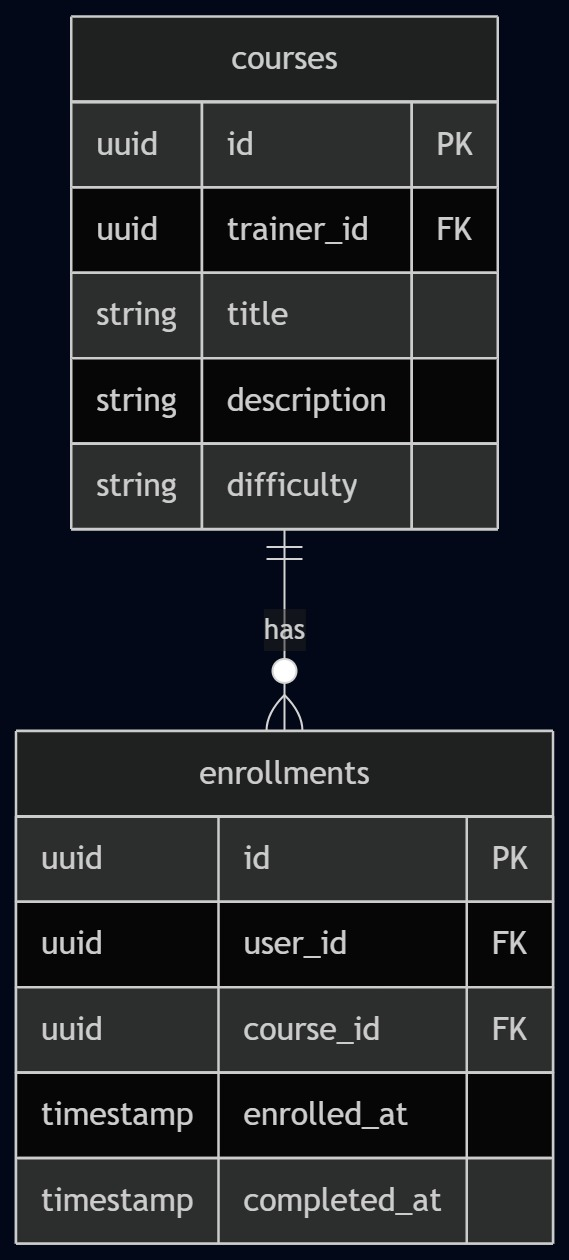 courses
uuid id PK
uuid trainer_id FK
string title
string description
string difficulty
has
enrollments
uuid id PK
uuid user_id FK
uuid course_id FK
timestamp enrolled_at
timestamp completed_at